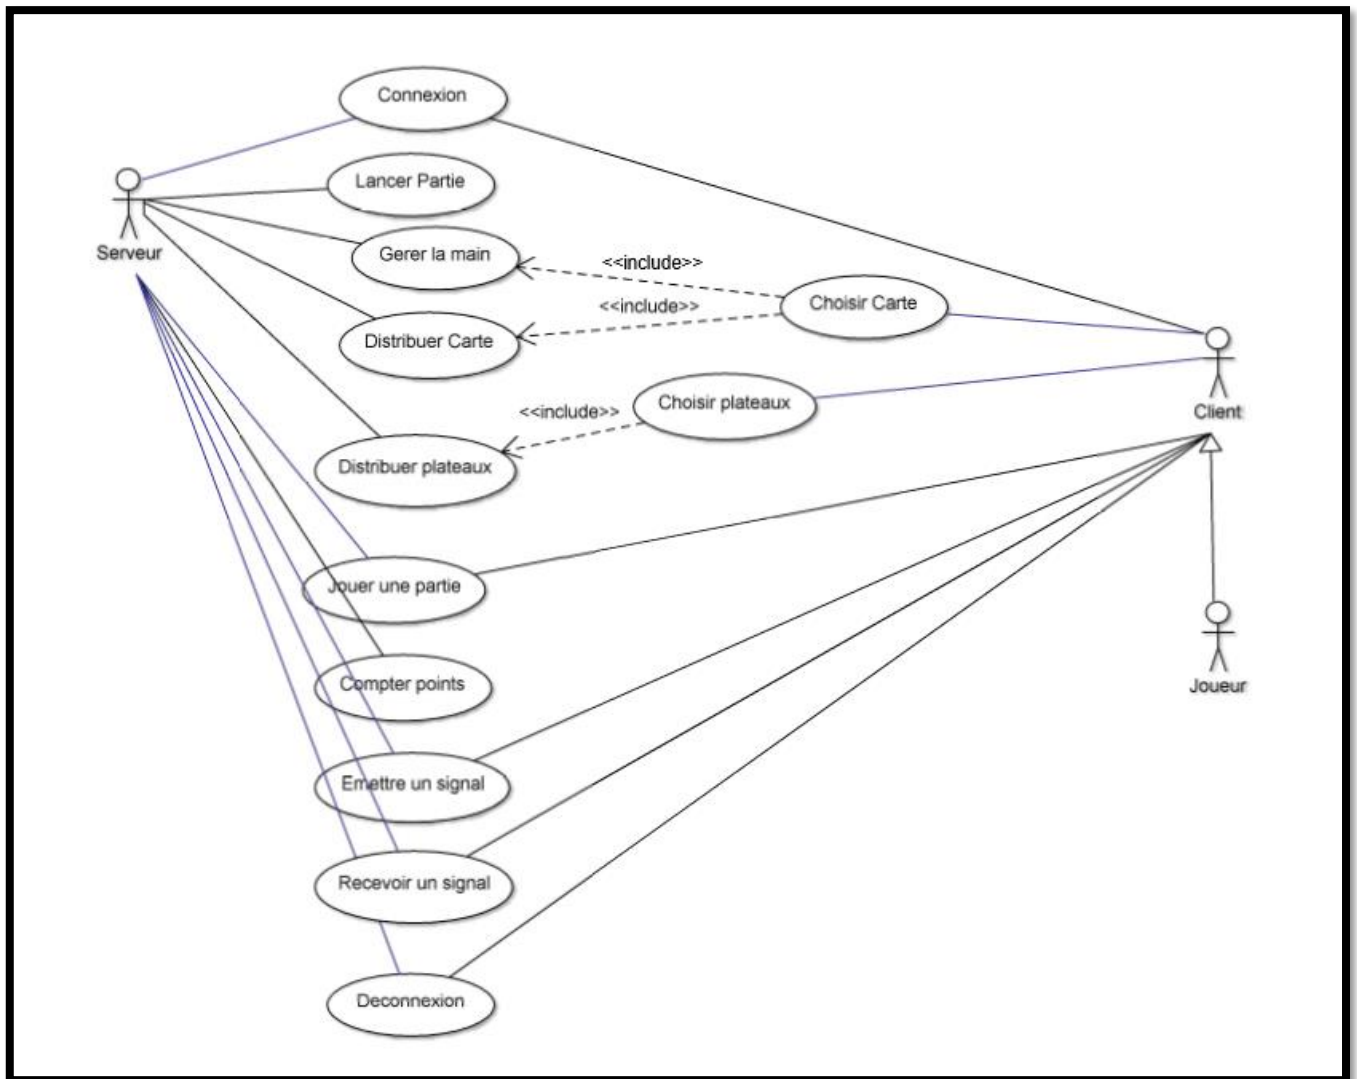 Connexion
Lancer Partie
Serveur
Gerer la main
<<include>>
Choisir Carte
<<include>>
Distribuer Carte
Choisir plateaux
<<include>>
Client
Distribuer plateaux
Jouer une partie
Compter points
Joueur
Emettre un signal
Recevoir un signal
Deconnexion